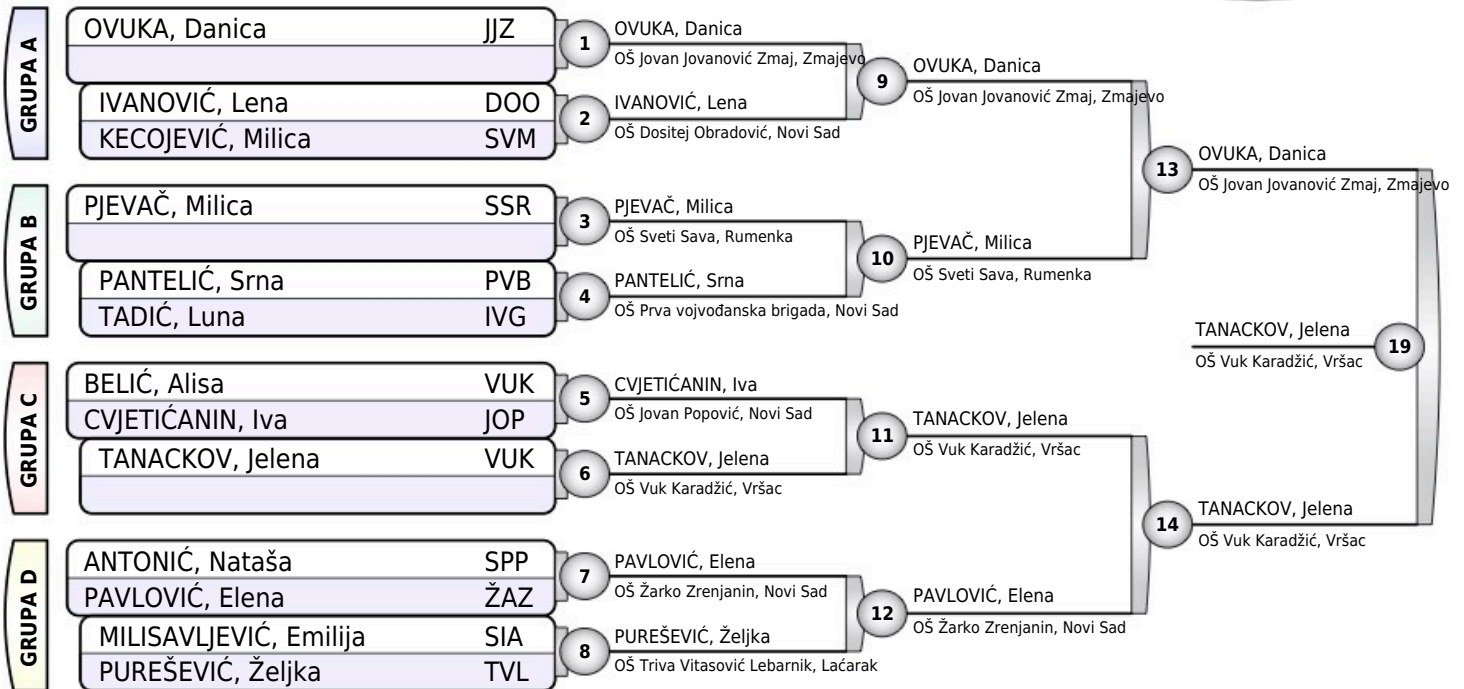 GRUPA A
OVUKA, Danica JJZ
IVANOVIĆ, Lena DOO
KECOJEVIĆ, Milica SVM
1
OVUKA, Danica
OŠ Jovan Jovanović Zmaj, Zmajevo
2
IVANOVIĆ, Lena
OŠ Dositej Obradović, Novi Sad
9
OVUKA, Danica
OŠ Jovan Jovanović Zmaj, Zmajevo
GRUPA B
PJEVAČ, Milica SSR
PANTELIĆ, Srna PVB
TADIĆ, Luna IVG
3
PJEVAČ, Milica
OŠ Sveti Sava, Rumenka
4
PANTELIĆ, Srna
OŠ Prva vojvođanska brigada, Novi Sad
10
PJEVAČ, Milica
OŠ Sveti Sava, Rumenka
13
OVUKA, Danica
OŠ Jovan Jovanović Zmaj, Zmajevo
GRUPA C
BELIĆ, Alisa VUK
CVJETIĆANIN, Iva JOP
TANACKOV, Jelena VUK
5
CVJETIĆANIN, Iva
OŠ Jovan Popović, Novi Sad
6
TANACKOV, Jelena
OŠ Vuk Karadžić, Vršac
11
TANACKOV, Jelena
OŠ Vuk Karadžić, Vršac
GRUPA D
ANTONIĆ, Nataša SPP
PAVLOVIĆ, Elena ŽAZ
MILISAVLJEVIĆ, Emilija SIA
PUREŠEVIĆ, Željka TVL
7
PAVLOVIĆ, Elena
OŠ Žarko Zrenjanin, Novi Sad
8
PUREŠEVIĆ, Željka
OŠ Triva Vitasović Lebarnik, Laćarak
12
PAVLOVIĆ, Elena
OŠ Žarko Zrenjanin, Novi Sad
14
TANACKOV, Jelena
OŠ Vuk Karadžić, Vršac
TANACKOV, Jelena
OŠ Vuk Karadžić, Vršac
19